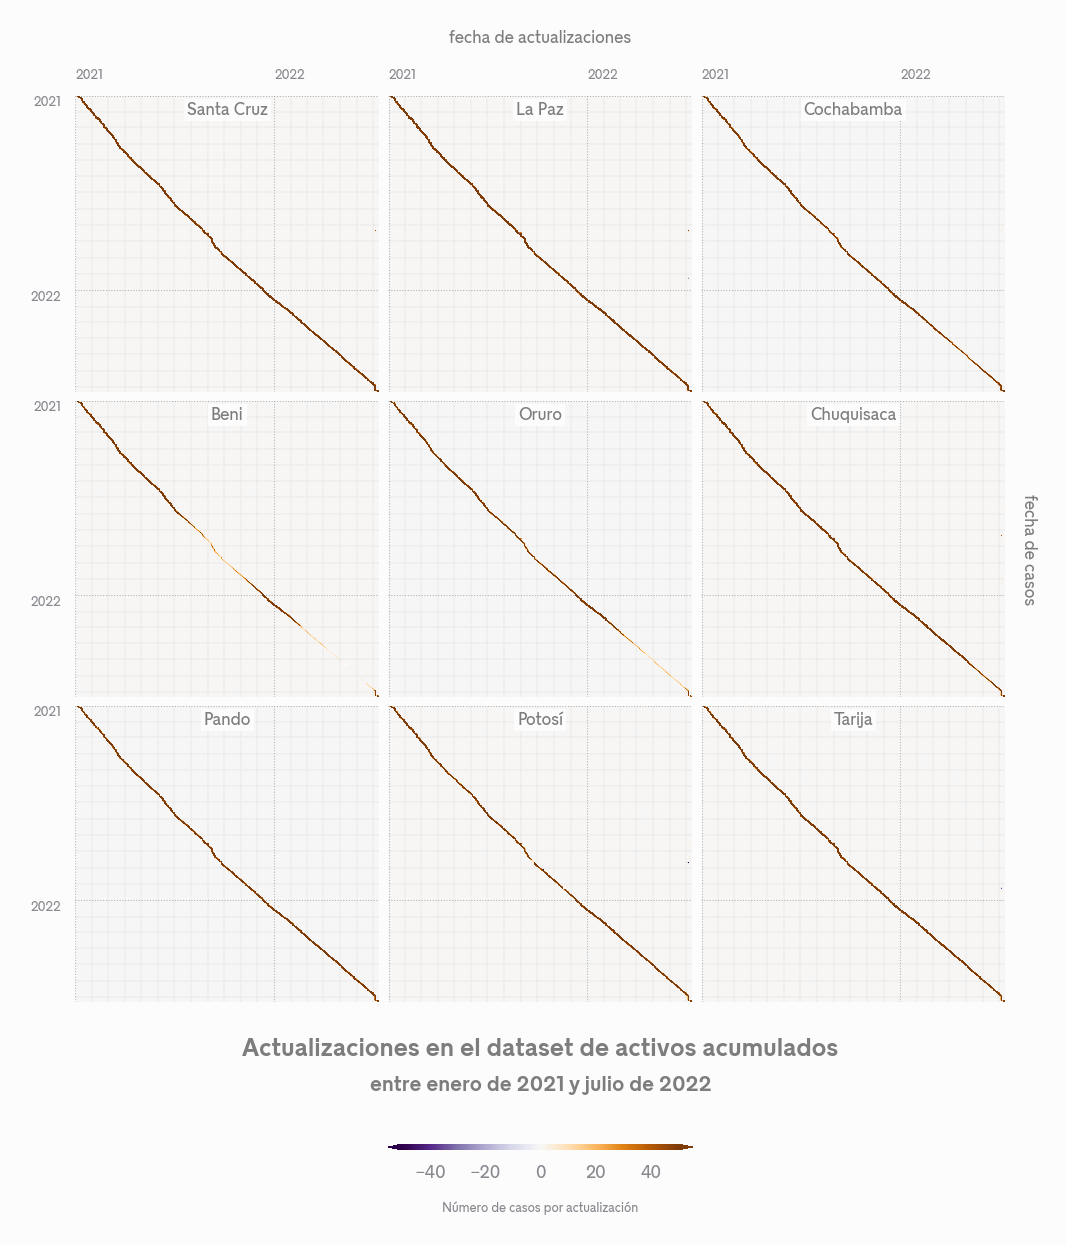 fecha de actualizaciones
2021 2022 2021 2022 2021 2022
2021 Santa Cruz La Paz Cochabamba
2022
2021 Beni Oruro Chuquisaca
fecha de casos
2022
2021 Pando Potosí Tarija
2022
Actualizaciones en el dataset de activos acumulados
entre enero de 2021 y julio de 2022
−40 −20 0 20 40
Número de casos por actualización